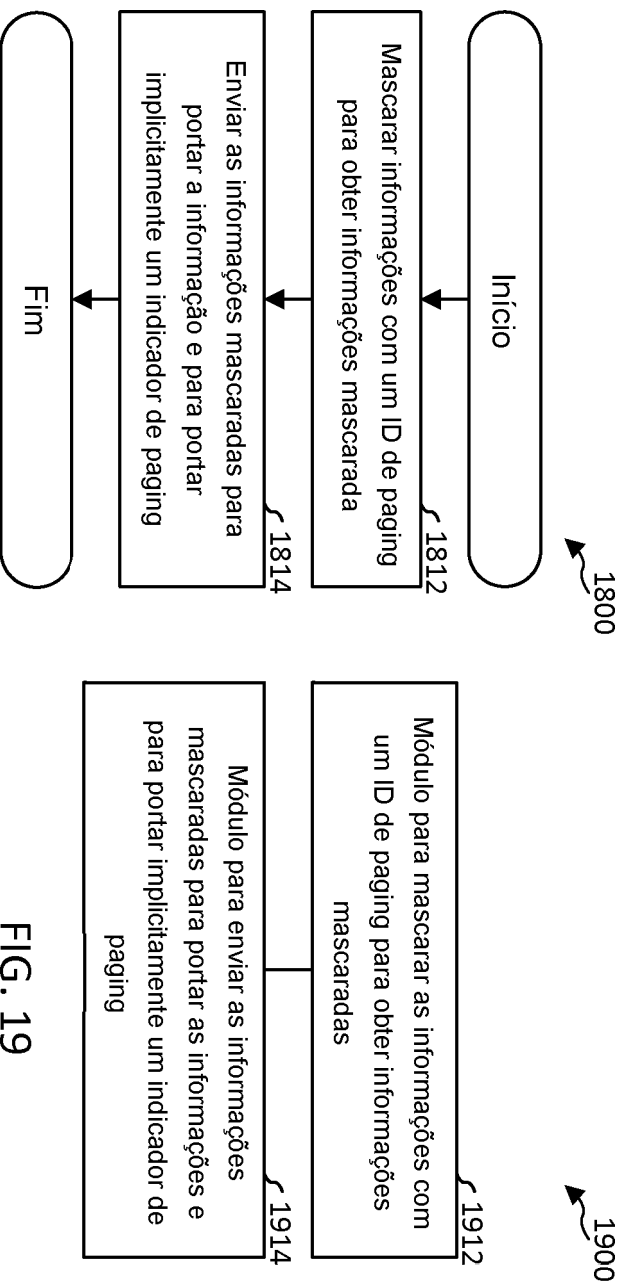 1800
Início
1812
Mascarar informações com um ID de paging
para obter informações mascarada
1814
Enviar as informações mascaradas para
portar a informação e para portar
implicitamente um indicador de paging
Fim
1900
1912
Módulo para mascarar as informações com
um ID de paging para obter informações
mascaradas
1914
Módulo para enviar as informações
mascaradas para portar as informações e
para portar implicitamente um indicador de
paging
FIG. 19